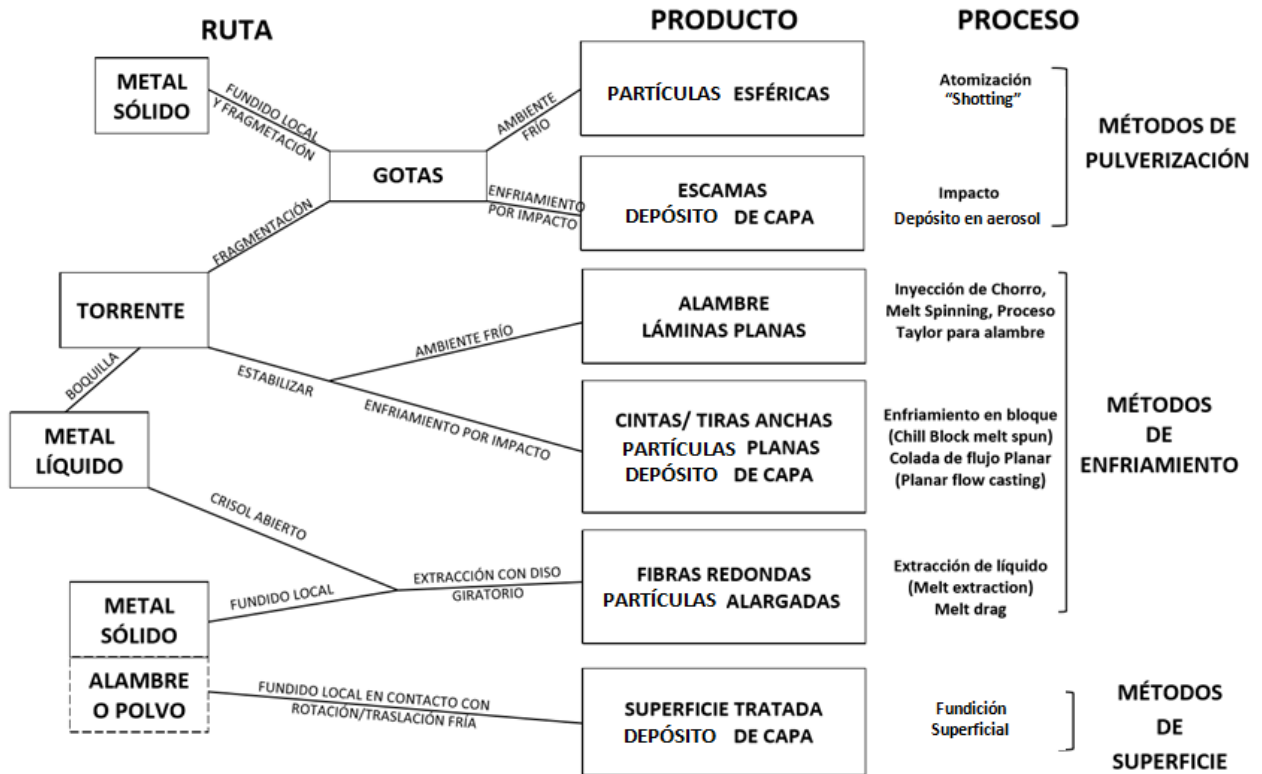 RUTA
PRODUCTO
PROCESO
METAL
SÓLIDO
FUNDIDO LOCAL
Y FRAGMETACIÓN
GOTAS
AMBIENTE
FRÍO
PARTÍCULAS ESFÉRICAS
Atomización
“Shotting”
MÉTODOS DE
PULVERIZACIÓN
ENFRIAMIENTO
POR IMPACTO
ESCAMAS
DEPÓSITO DE CAPA
Impacto
Depósito en aerosol
FRAGMENTACIÓN
TORRENTE
BOQUILLA
ESTABILIZAR
AMBIENTE FRÍO
ALAMBRE
LÁMINAS PLANAS
Inyección de Chorro,
Melt Spinning, Proceso
Taylor para alambre
ENFRIAMIENTO POR IMPACTO
CINTAS/ TIRAS ANCHAS
PARTÍCULAS PLANAS
DEPÓSITO DE CAPA
Enfriamiento en bloque
(Chill Block melt spun)
Colada de flujo Planar
(Planar flow casting)
MÉTODOS
DE
ENFRIAMIENTO
METAL
LÍQUIDO
CRISOL ABIERTO
FUNDIDO LOCAL
EXTRACCIÓN CON DISO
GIRATORIO
FIBRAS REDONDAS
PARTÍCULAS ALARGADAS
Extracción de líquido
(Melt extraction)
Melt drag
METAL
SÓLIDO
ALAMBRE
O POLVO
FUNDIDO LOCAL EN CONTACTO CON
ROTACIÓN/TRASLACIÓN FRÍA
SUPERFICIE TRATADA
DEPÓSITO DE CAPA
Fundición
Superficial
MÉTODOS
DE
SUPERFICIE